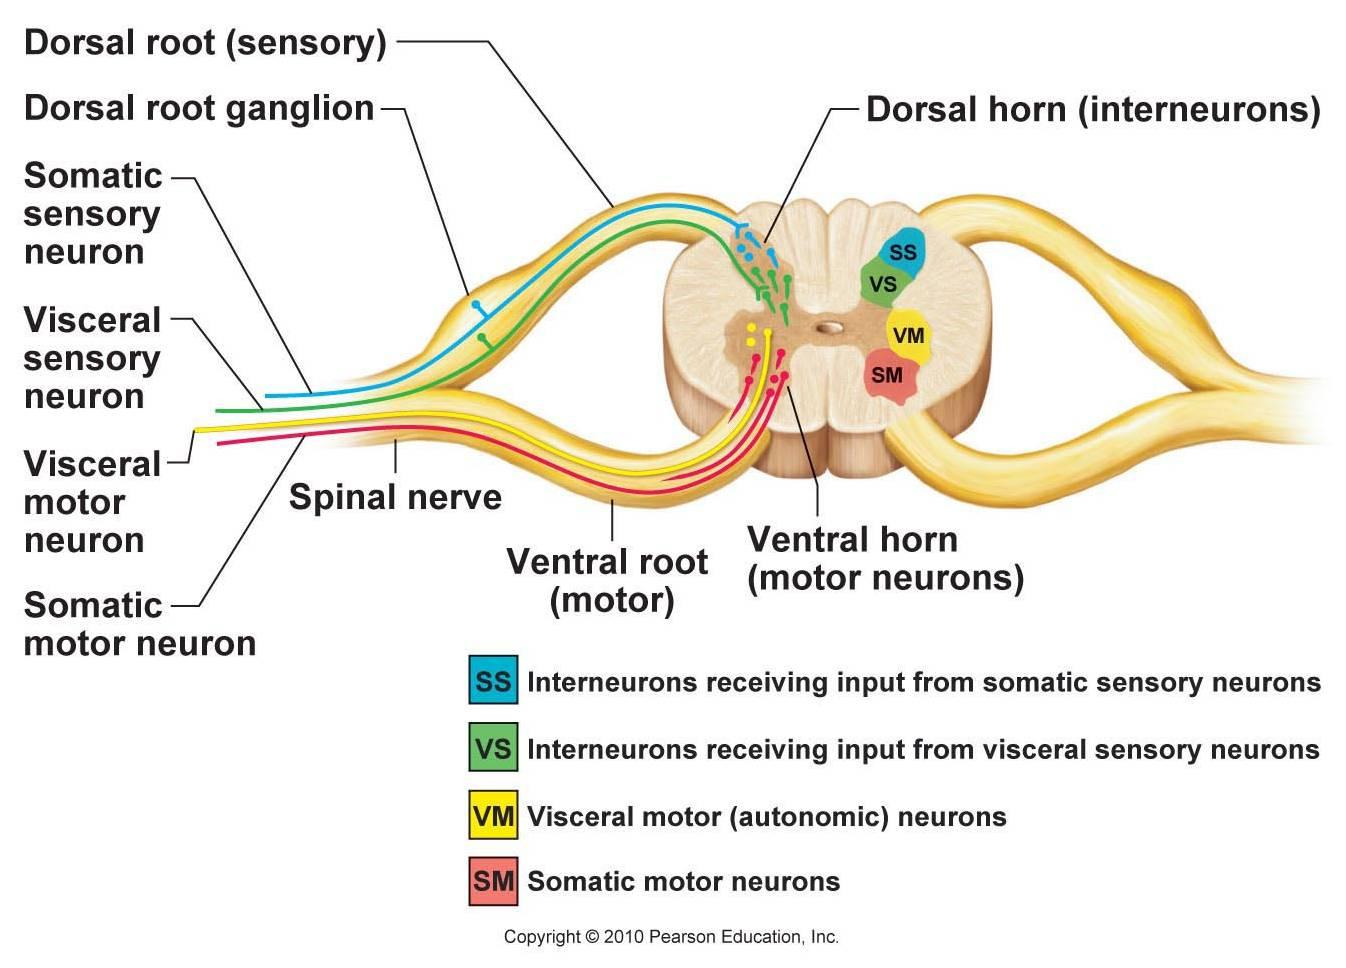 Dorsal root (sensory)
Dorsal root ganglion
Dorsal horn (interneurons)
Somatic
sensory
neuron
Visceral
sensory
neuron
Visceral
motor
neuron
Somatic
motor neuron
Spinal nerve
Ventral root
(motor)
Ventral horn
(motor neurons)
SS
VS
VM
SM
SS Interneurons receiving input from somatic sensory neurons
VS Interneurons receiving input from visceral sensory neurons
VM Visceral motor (autonomic) neurons
SM Somatic motor neurons
Copyright © 2010 Pearson Education, Inc.